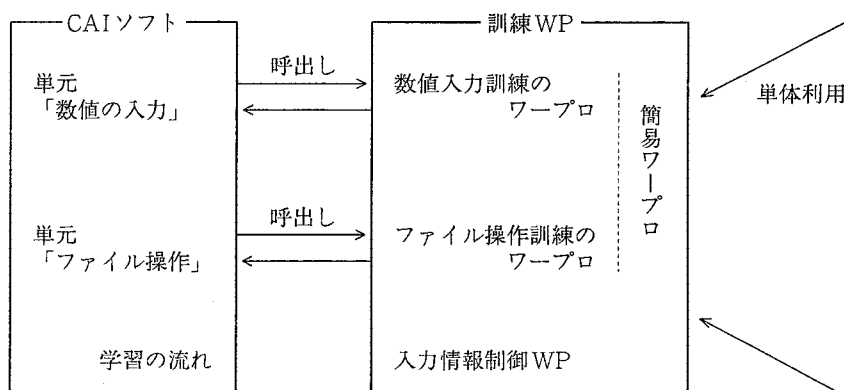 CAIソフト
訓練WP
単元
「数値の入力」
呼出し
数値入力訓練の
ワープロ
簡易ワープロ
単体利用
単元
「ファイル操作」
呼出し
ファイル操作訓練の
ワープロ
学習の流れ
入力情報制御WP